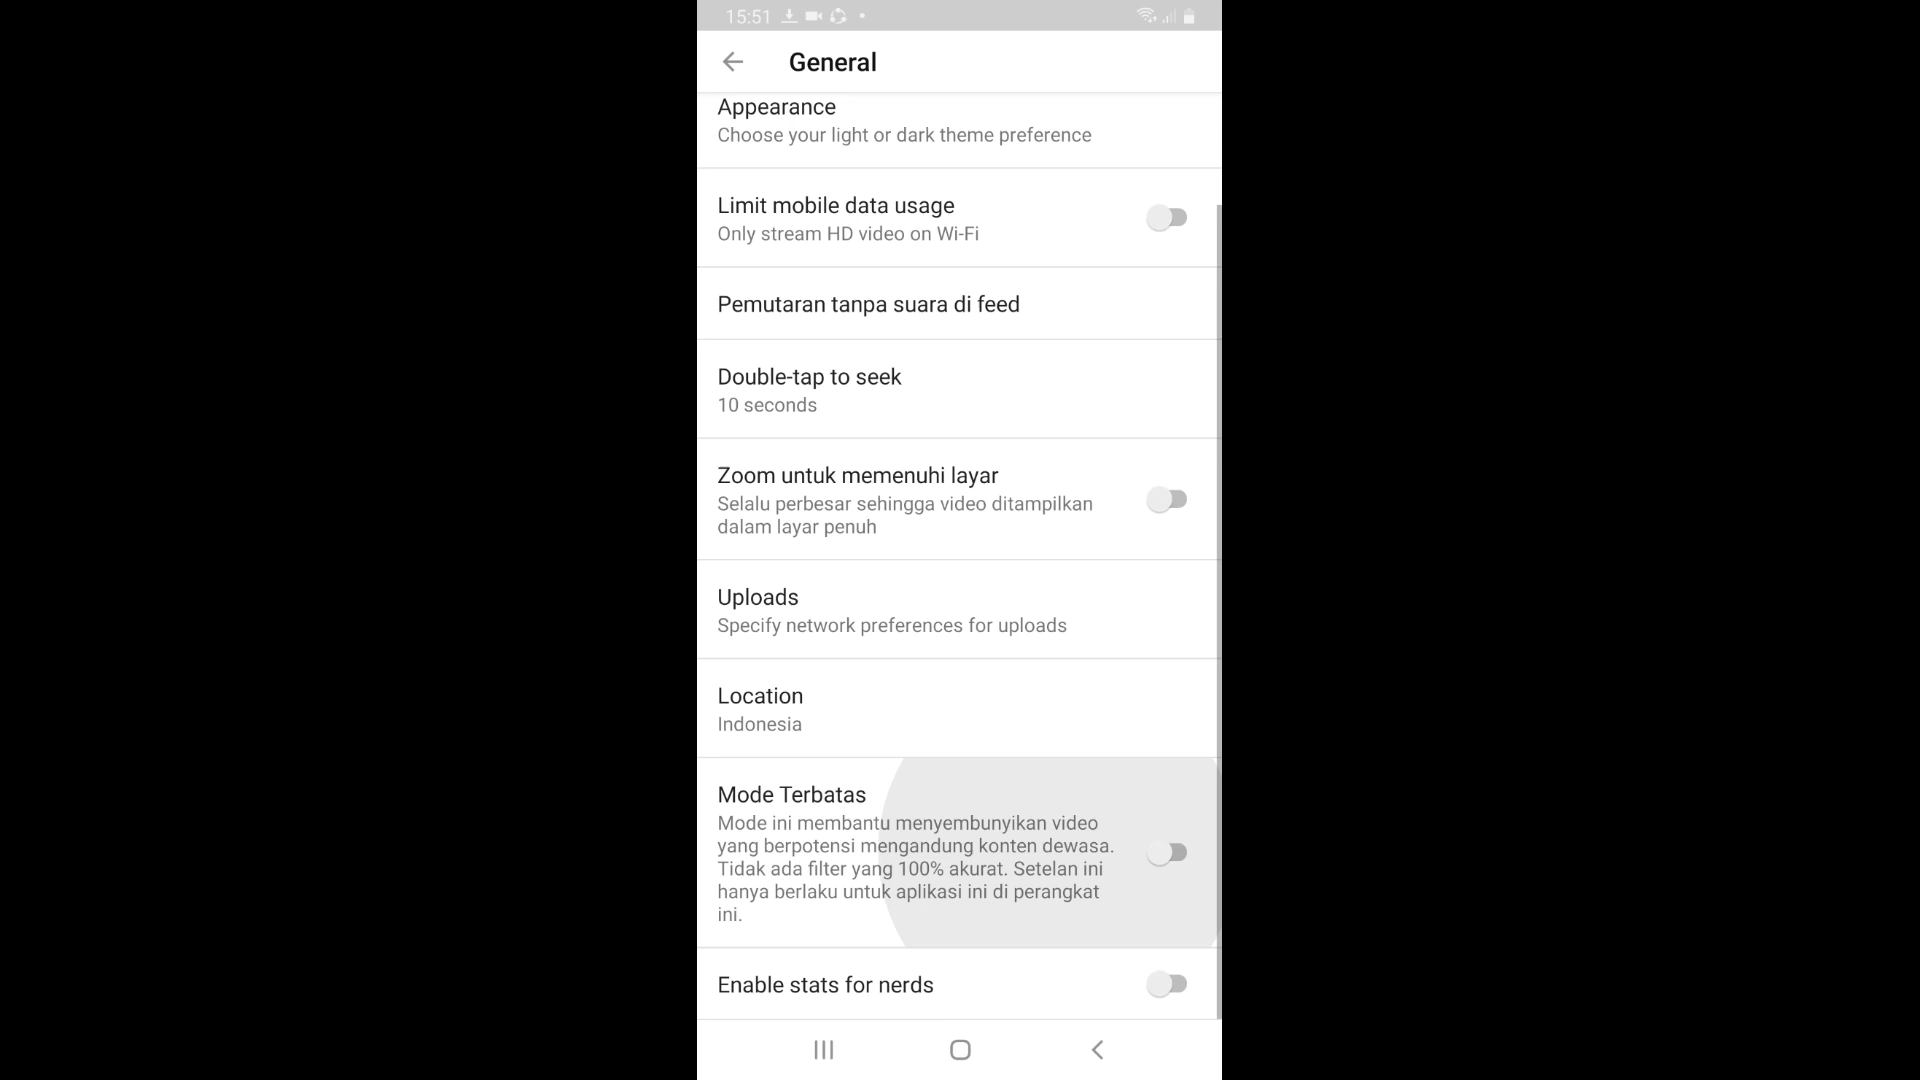 15:51
General
Appearance
Choose your light or dark theme preference
Limit mobile data usage
Only stream HD video on Wi-Fi
Pemutaran tanpa suara di feed
Double-tap to seek
10 seconds
Zoom untuk memenuhi layar
Selalu perbesar sehingga video ditampilkan
dalam layar penuh
Uploads
Specify network preferences for uploads
Location
Indonesia
Mode Terbatas
Mode ini membantu menyembunyikan video
yang berpotensi mengandung konten dewasa.
Tidak ada filter yang 100% akurat. Setelan ini
hanya berlaku untuk aplikasi ini di perangkat
ini.
Enable stats for nerds